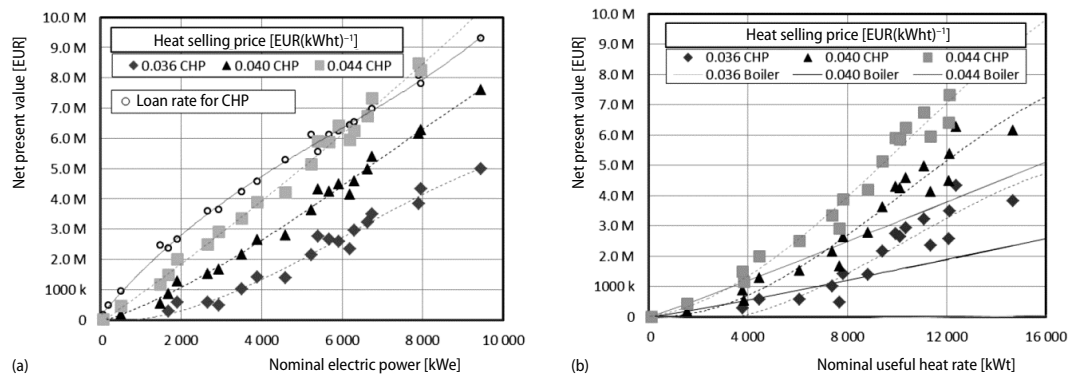 Net present value [EUR]
10.0 M
9.0 M
8.0 M
7.0 M
6.0 M
5.0 M
4.0 M
3.0 M
2.0 M
1000 k
0
Heat selling price [EUR(kWht)⁻¹]
0.036 CHP 0.040 CHP 0.044 CHP
Loan rate for CHP
0 2 000 4 000 6 000 8 000 10 000
(a) Nominal electric power [kWe]
Net present value [EUR]
10.0 M
9.0 M
8.0 M
7.0 M
6.0 M
5.0 M
4.0 M
3.0 M
2.0 M
1000 k
0
Heat selling price [EUR(kWht)⁻¹]
0.036 CHP 0.040 CHP 0.044 CHP
0.036 Boiler 0.040 Boiler 0.044 Boiler
0 4 000 8 000 12 000 16 000
(b) Nominal useful heat rate [kWt]